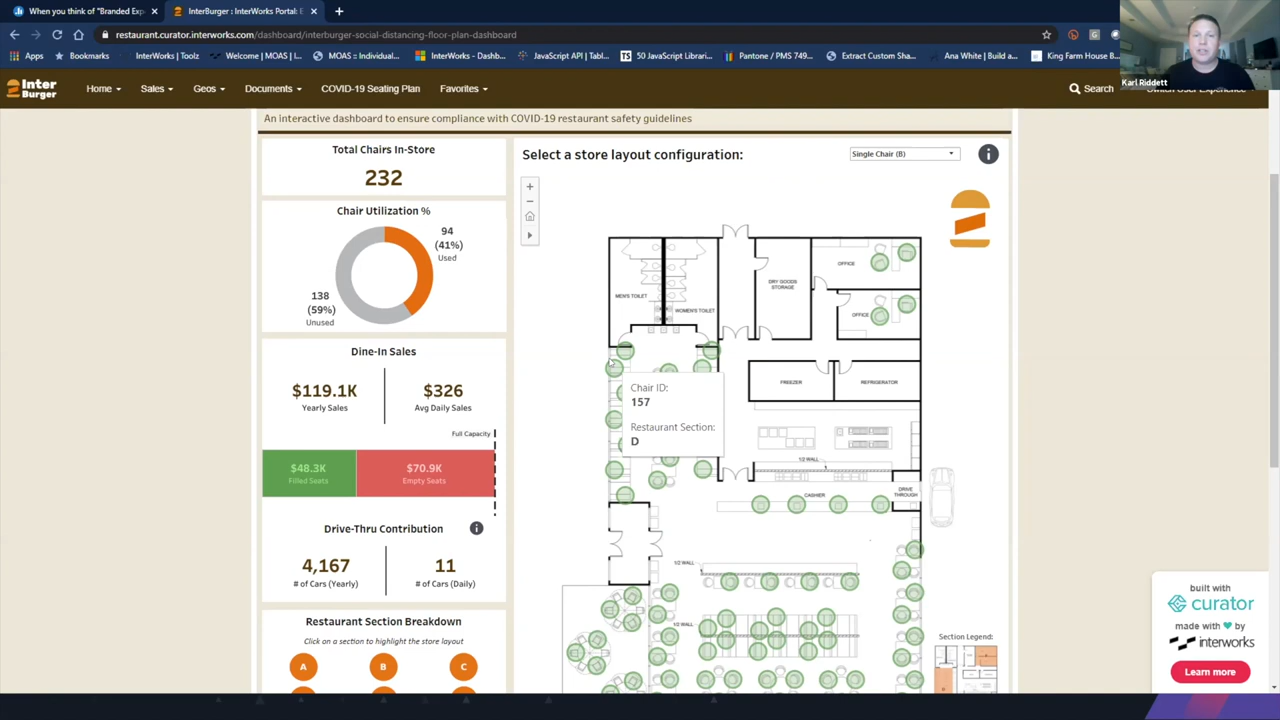 When you think of "Branded Exp
InterBurger : InterWorks Portal: E
restaurant.curator.interworks.com/dashboard/interburger-social-distancing-floor-plan-dashboard
Apps
Bookmarks
InterWorks | Tools
Welcome | MOAS | I...
MOAS = Individual...
JavaScript API | Tabl...
TS
50 JavaScript Librari...
Pantone / PMS 749...
Extract Custom Sha...
Ana White | Build a...
King Farm House B
Karl Riddett
Inter
Burger
Home
Sales
Geos
Documents
COVID-19 Seating Plan
Favorites
Search
Switch User Experience
An interactive dashboard to ensure compliance with COVID-19 restaurant safety guidelines
Total Chairs In-Store
232
Chair Utilization %
94
(41%)
Used
138
(59%)
Unused
Dine-In Sales
$119.1K
Yearly Sales
$326
Avg Daily Sales
Full Capacity
$48.3K
Filled Seats
$70.9K
Empty Seats
Drive-Thru Contribution
4,167
# of Cars (Yearly)
11
# of Cars (Daily)
Restaurant Section Breakdown
Click on a section to highlight the store layout
A
B
C
Select a store layout configuration:
Single Chair (B)
MEN'S TOILET
WOMEN'S TOILET
DRY GOODS
STORAGE
OFFICE
OFFICE
FREEZER
REFRIGERATOR
Chair ID:
157
Restaurant Section:
D
1/2 WALL
CASHIER
DRIVE
THROUGH
1/2 WALL
1/2 WALL
Section Legend:
built with
curator
made with
by
interworks
Learn more